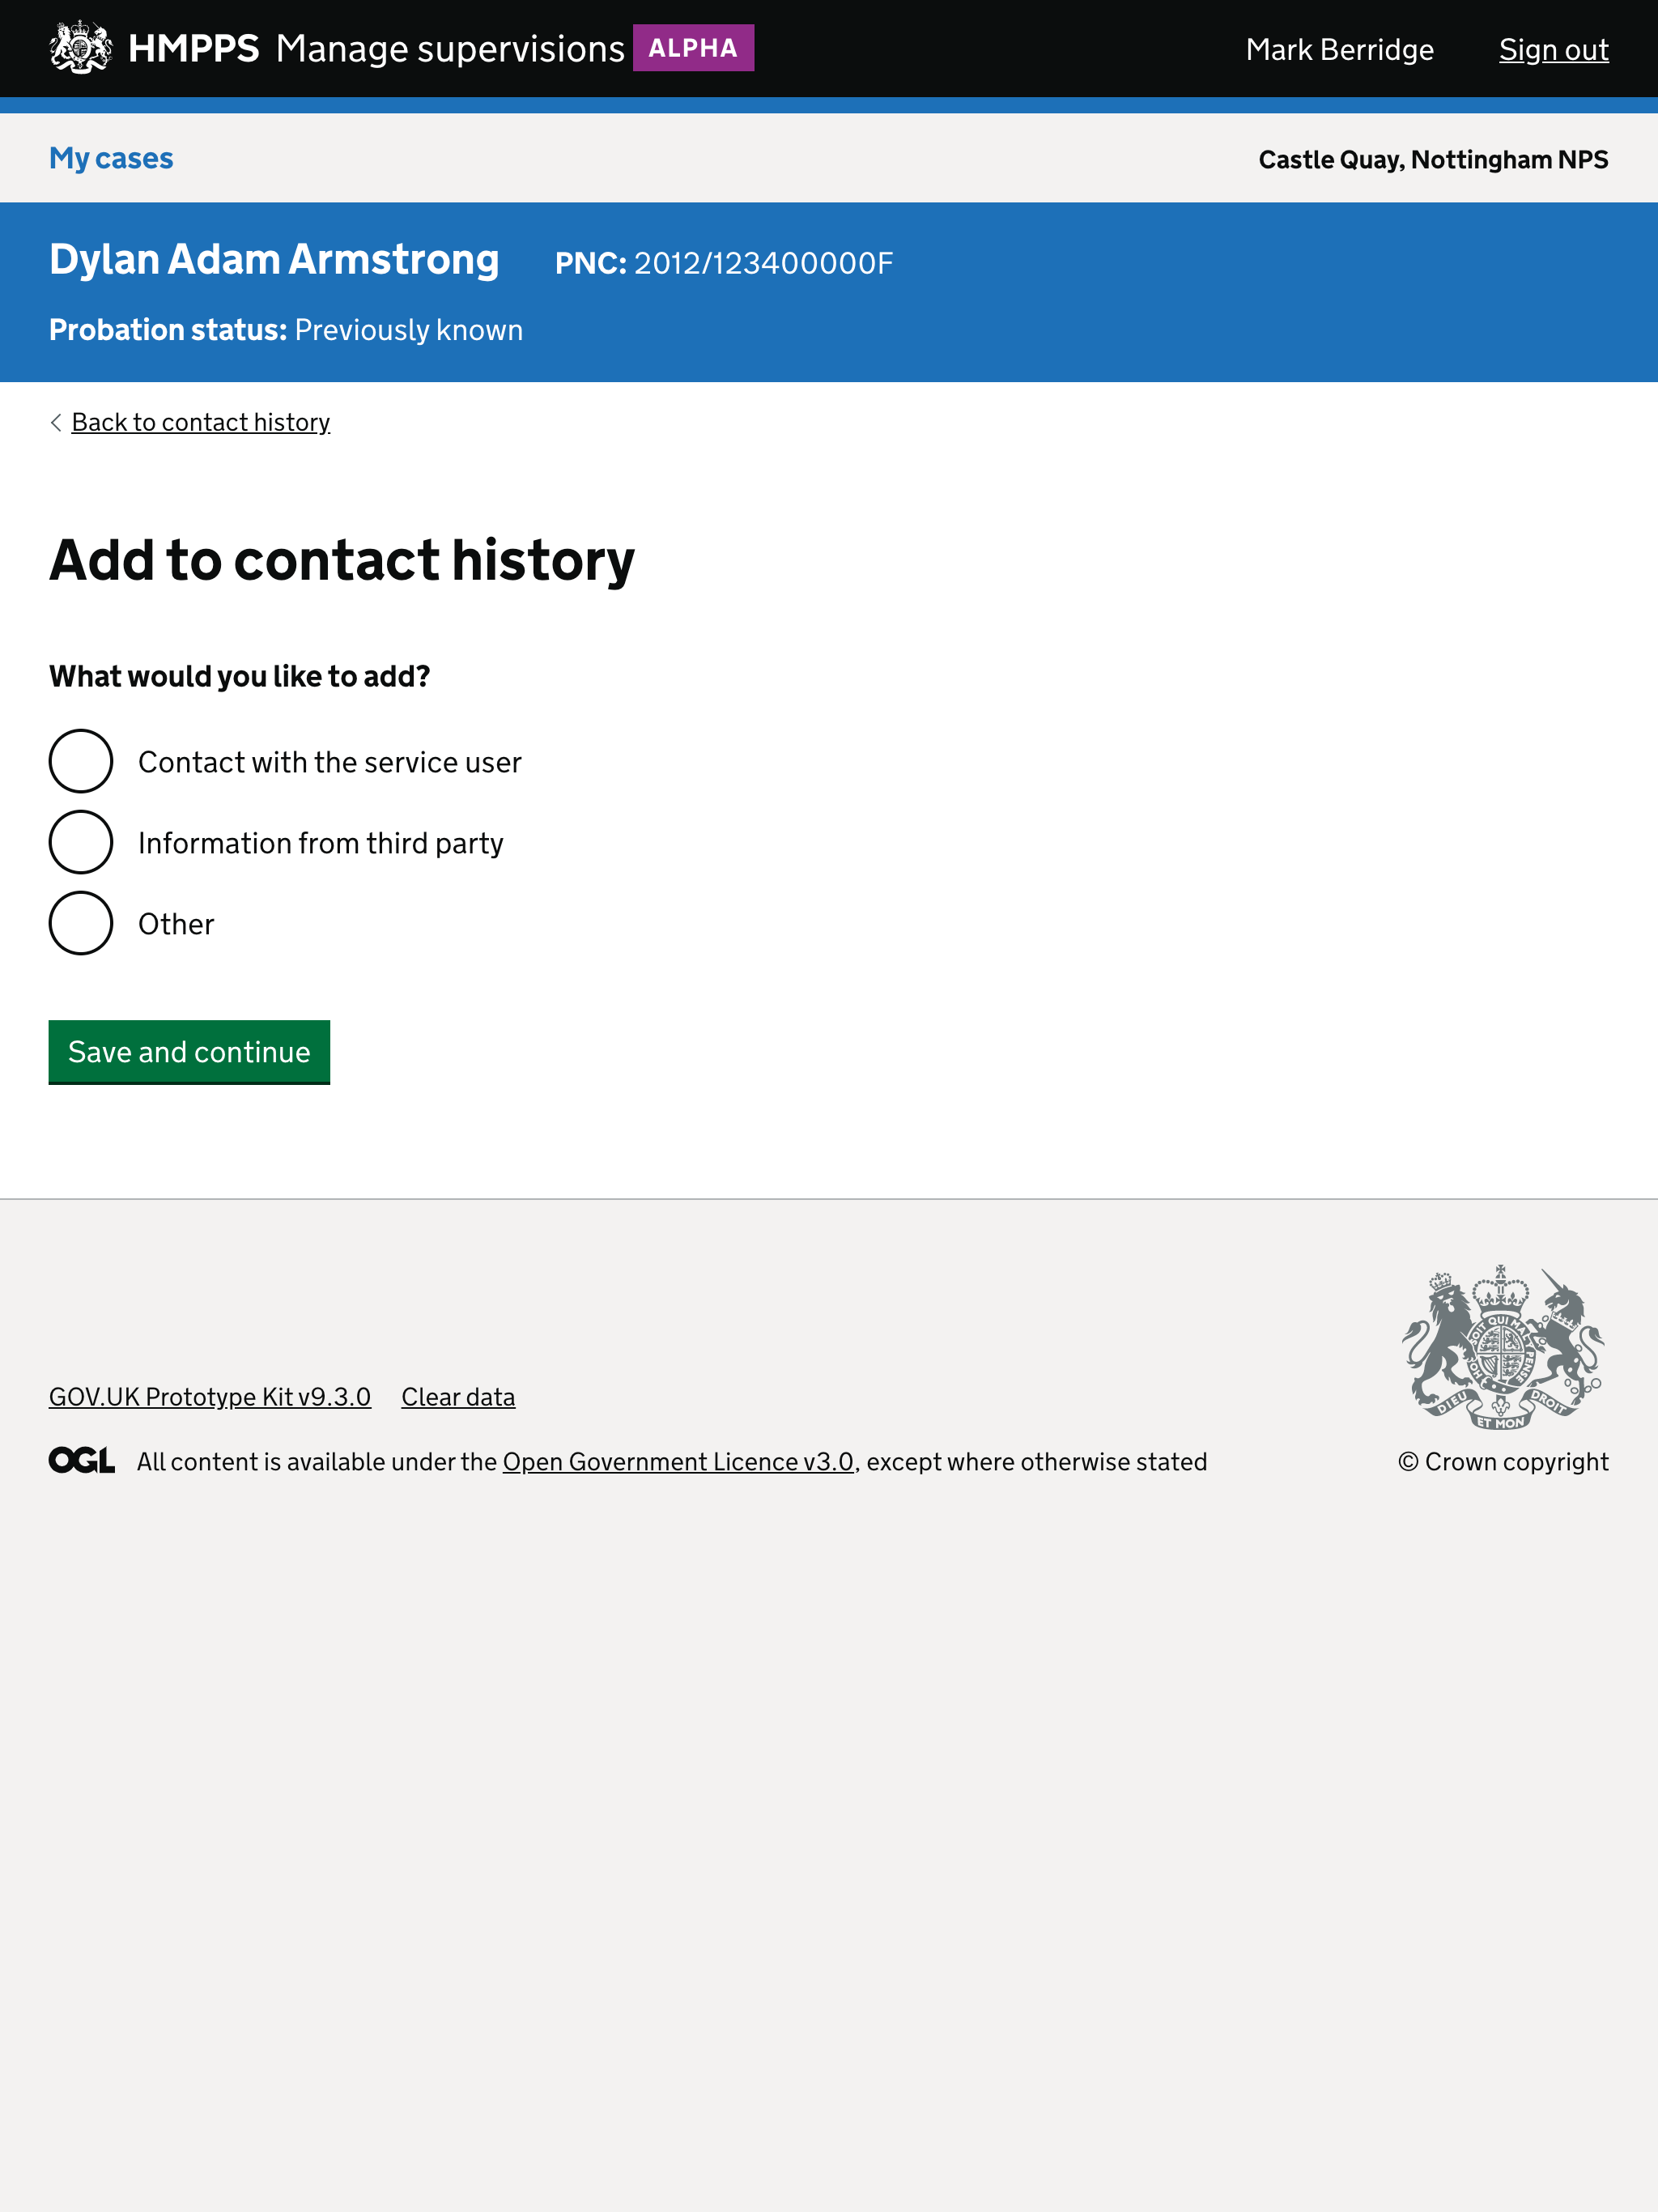 HMPPS Manage supervisions ALPHA Mark Berridge Sign out
My cases Castle Quay, Nottingham NPS
Dylan Adam Armstrong PNC: 2012/123400000F
Probation status: Previously known
Back to contact history
Add to contact history
What would you like to add?
Contact with the service user
Information from third party
Other
Save and continue
GOV.UK Prototype Kit v9.3.0 Clear data
DIEU ET MON DROIT
OGL All content is available under the Open Government Licence v3.0, except where otherwise stated © Crown copyright